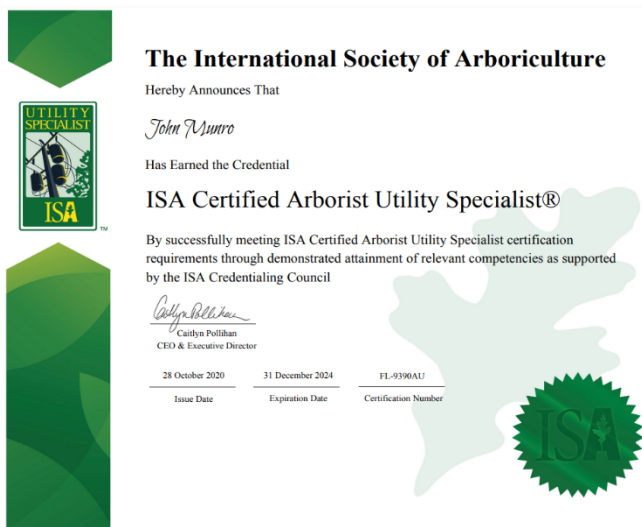 UTILITY
SPECIALIST
ISA
TM
The International Society of Arboriculture
Hereby Announces That
John Munro
Has Earned the Credential
ISA Certified Arborist Utility Specialist®
By successfully meeting ISA Certified Arborist Utility Specialist certification
requirements through demonstrated attainment of relevant competencies as supported
by the ISA Credentialing Council
Caitlyn Pollihan
Caitlyn Pollihan
CEO & Executive Director
28 October 2020 31 December 2024 FL-9390AU
Issue Date Expiration Date Certification Number
ISA